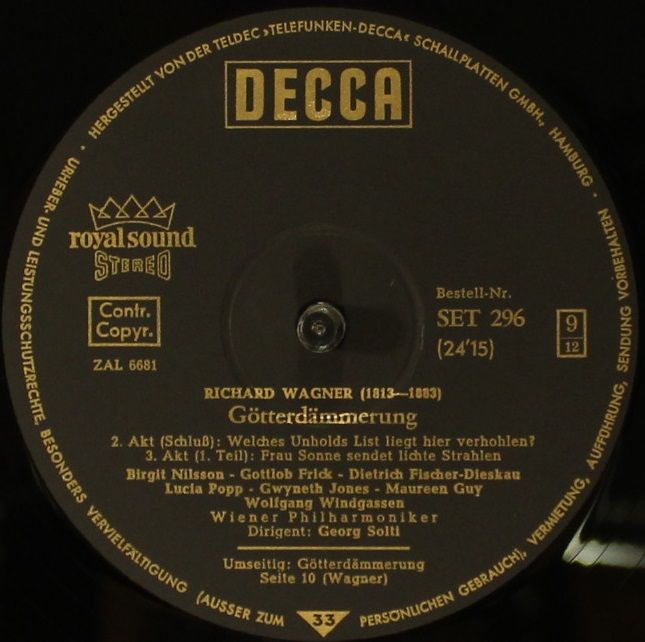 HERGESTELLT VON DER TELDEC »TELEFUNKEN-DECCA« SCHALLPLATTEN GMBH., HAMBURG ·
URHEBER- UND LEISTUNGSSCHUTZRECHTE, BESONDERS VERVIELFÄLTIGUNG (AUSSER ZUM PERSÖNLICHEN GEBRAUCH), VERMIETUNG, AUFFÜHRUNG, SENDUNG VORBEHALTEN ·
DECCA
royal sound
STEREO
Contr.
Copyr.
ZAL 6681
Bestell-Nr.
SET 296
(24'15)
9
12
RICHARD WAGNER (1813—1883)
Götterdämmerung
2. Akt (Schluß): Welches Unholds List liegt hier verhohlen?
3. Akt (1. Teil): Frau Sonne sendet lichte Strahlen
Birgit Nilsson - Gottlob Frick - Dietrich Fischer-Dieskau
Lucia Popp - Gwyneth Jones - Maureen Guy
Wolfgang Windgassen
Wiener Philharmoniker
Dirigent: Georg Solti
Umseitig: Götterdämmerung
Seite 10 (Wagner)
33